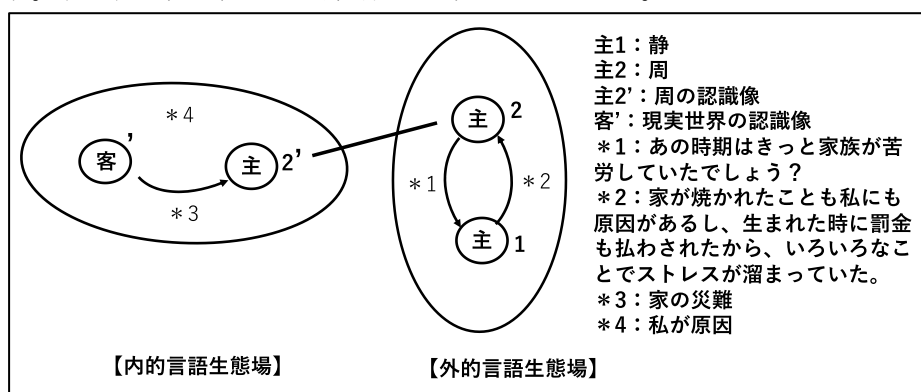 主1：静
主2：周
主2'：周の認識像
客'：現実世界の認識像
＊1：あの時期はきっと家族が苦
労していたでしょう？
＊2：家が焼かれたことも私にも
原因があるし、生まれた時に罰金
も払わされたから、いろいろなこ
とでストレスが溜まっていた。
＊3：家の災難
＊4：私が原因
＊4
客'
主2'
＊3
主2
＊1
＊2
主1
【内的言語生態場】
【外的言語生態場】